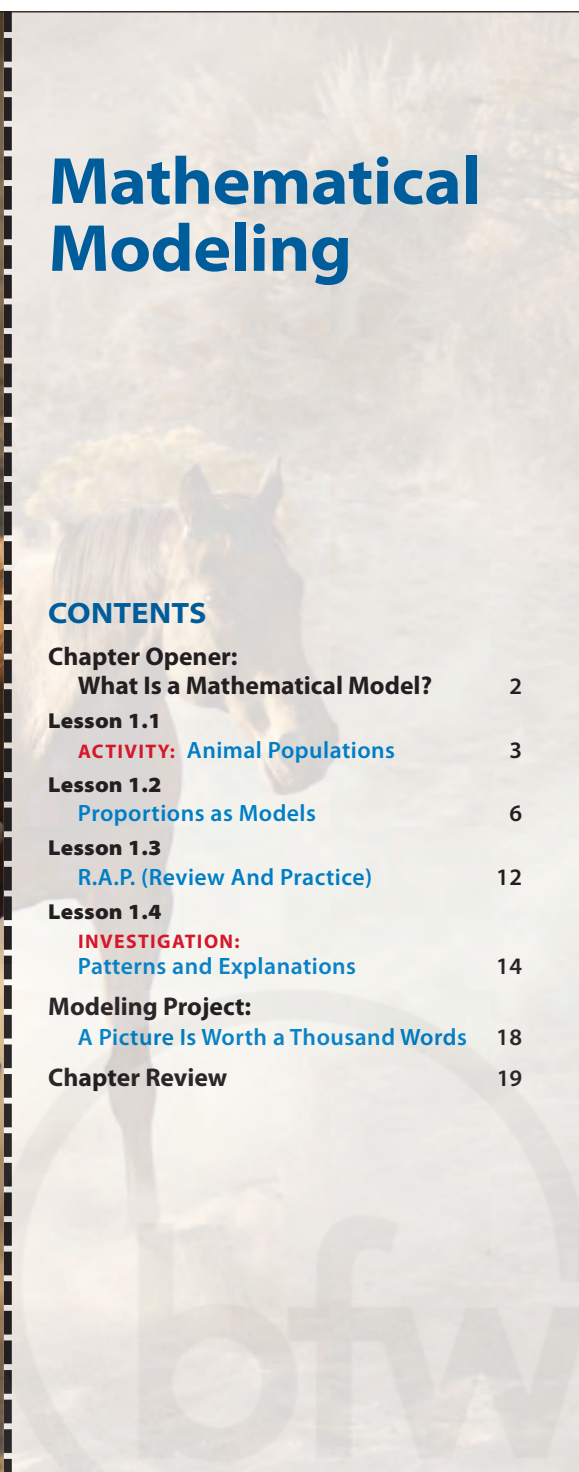 Mathematical
Modeling
CONTENTS
Chapter Opener:
What Is a Mathematical Model? 2
Lesson 1.1
ACTIVITY: Animal Populations 3
Lesson 1.2
Proportions as Models 6
Lesson 1.3
R.A.P. (Review And Practice) 12
Lesson 1.4
INVESTIGATION:
Patterns and Explanations 14
Modeling Project:
A Picture Is Worth a Thousand Words 18
Chapter Review 19
bfw